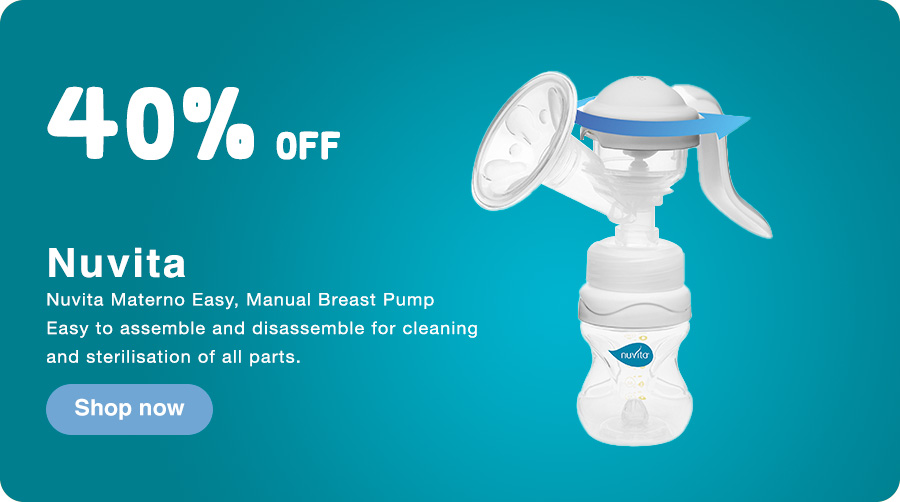 40% OFF
Nuvita
Nuvita Materno Easy, Manual Breast Pump
Easy to assemble and disassemble for cleaning
and sterilisation of all parts.
Shop now
nuvita